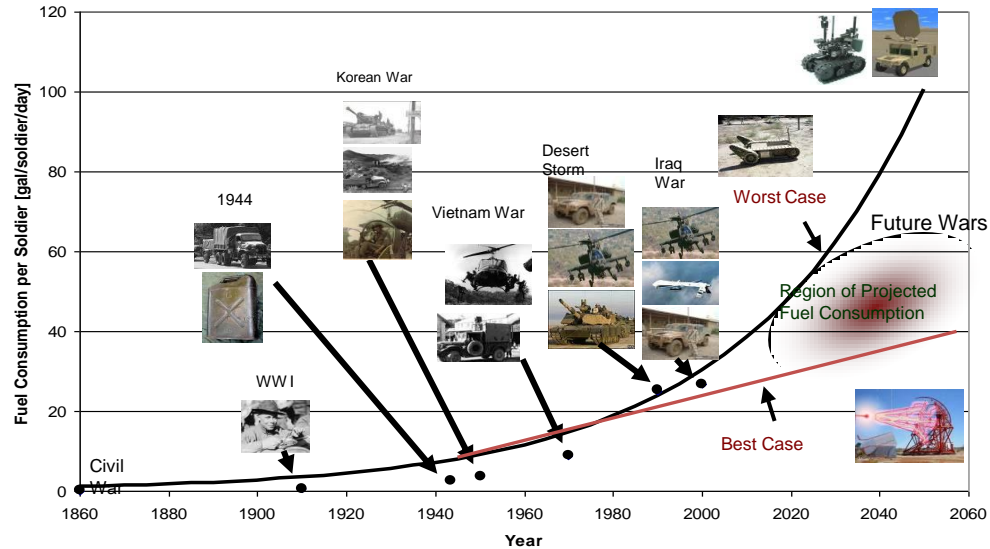 120
100
80
60
40
20
0
Fuel Consumption per Soldier [gal/soldier/day]
Civil
War
WW I
1944
Korean War
Vietnam War
Desert
Storm
Iraq
War
Worst Case
Future Wars
Region of Projected
Fuel Consumption
Best Case
1860 1880 1900 1920 1940 1960 1980 2000 2020 2040 2060
Year